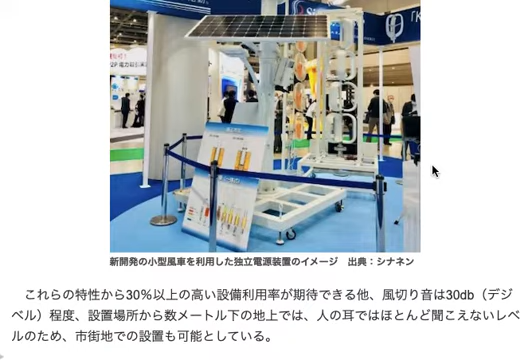 新開発の小型風車を利用した独立電源装置のイメージ　出典：シナネン
これらの特性から30％以上の高い設備利用率が期待できる他、風切り音は30db（デシ
ベル）程度、設置場所から数メートル下の地上では、人の耳ではほとんど聞こえないレベ
ルのため、市街地での設置も可能としている。